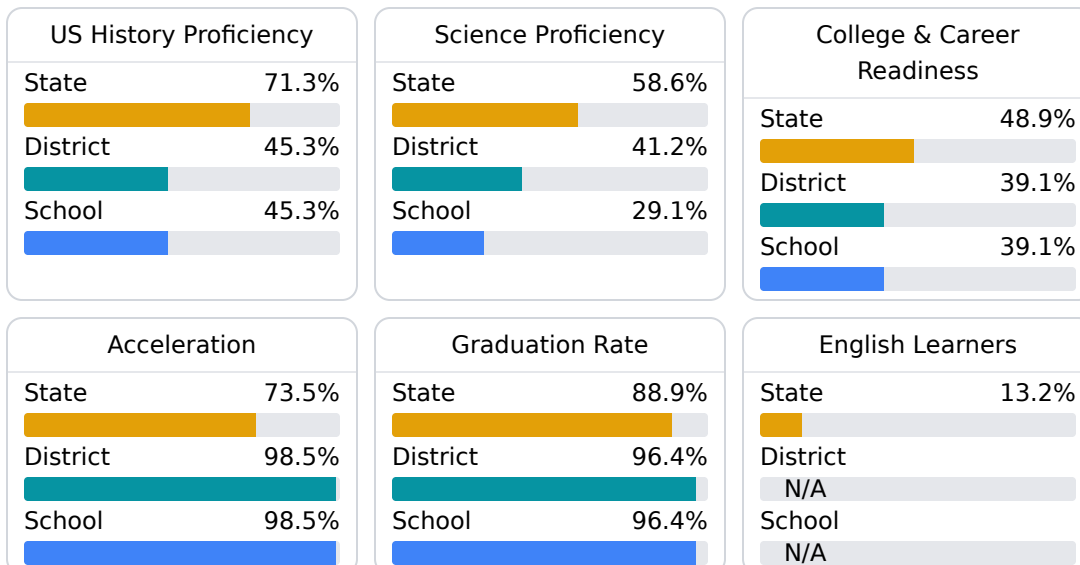 US History Proficiency
State 71.3%
District 45.3%
School 45.3%
Science Proficiency
State 58.6%
District 41.2%
School 29.1%
College & Career
Readiness
State 48.9%
District 39.1%
School 39.1%
Acceleration
State 73.5%
District 98.5%
School 98.5%
Graduation Rate
State 88.9%
District 96.4%
School 96.4%
English Learners
State 13.2%
District
N/A
School
N/A